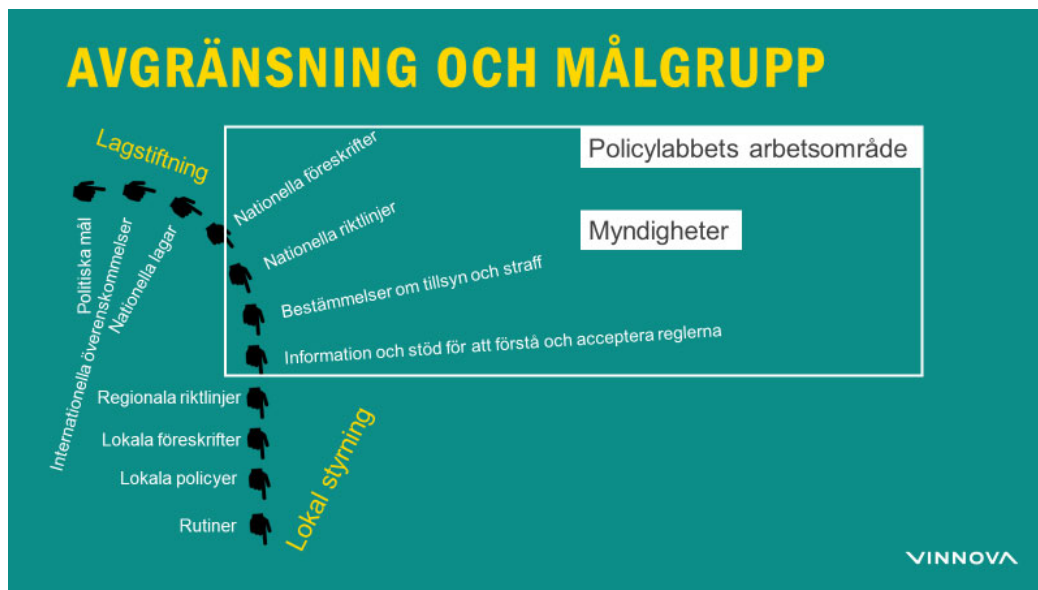 AVGRÄNSNING OCH MÅLGRUPP
Lagstiftning
Politiska mål
Internationella överenskommelser
Nationella lagar
Nationella föreskrifter
Nationella riktlinjer
Bestämmelser om tillsyn och straff
Information och stöd för att förstå och acceptera reglerna
Policylabbets arbetsområde
Myndigheter
Regionala riktlinjer
Lokala föreskrifter
Lokala policyer
Rutiner
Lokal styrning
VINNOVA